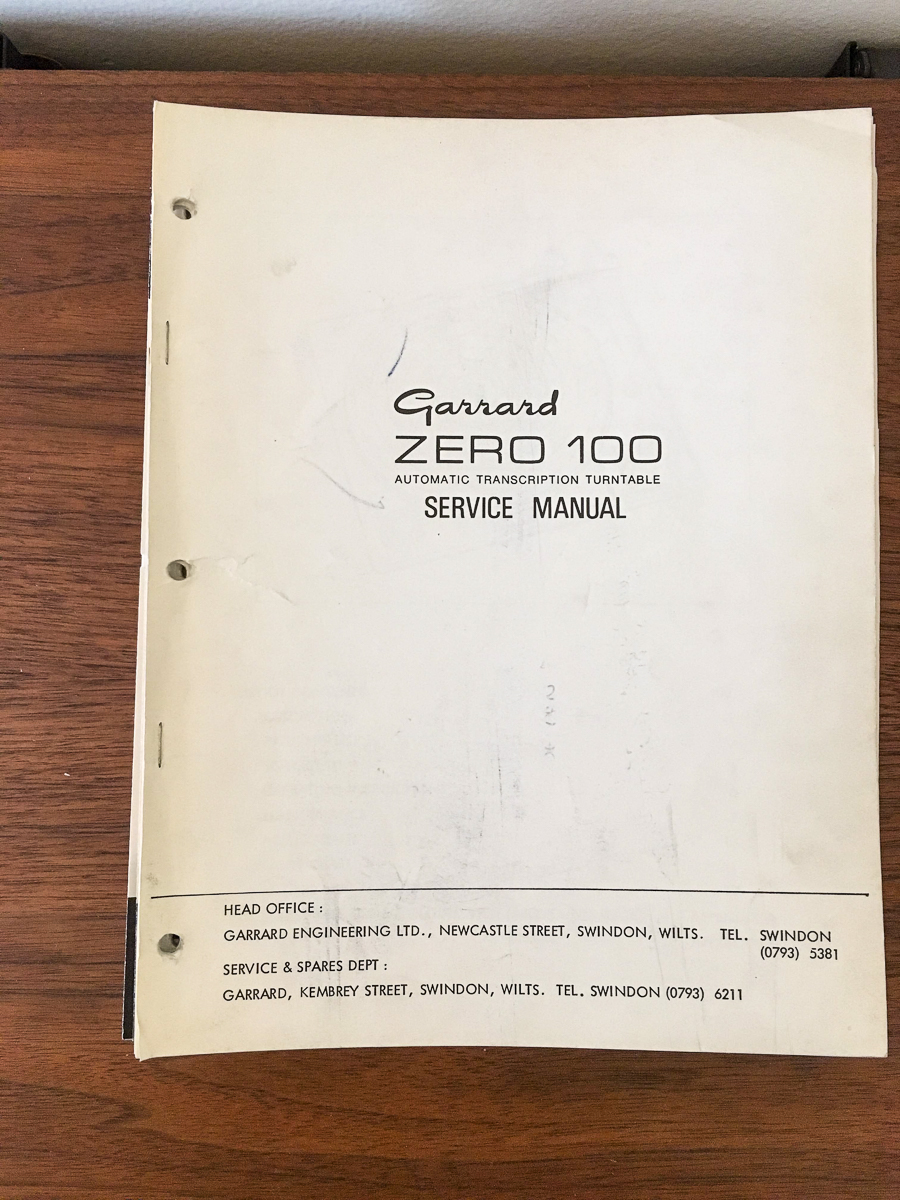 Garrard
ZERO 100
AUTOMATIC TRANSCRIPTION TURNTABLE
SERVICE MANUAL
HEAD OFFICE :
GARRARD ENGINEERING LTD., NEWCASTLE STREET, SWINDON, WILTS. TEL. SWINDON
(0793) 5381
SERVICE & SPARES DEPT :
GARRARD, KEMBREY STREET, SWINDON, WILTS. TEL. SWINDON (0793) 6211